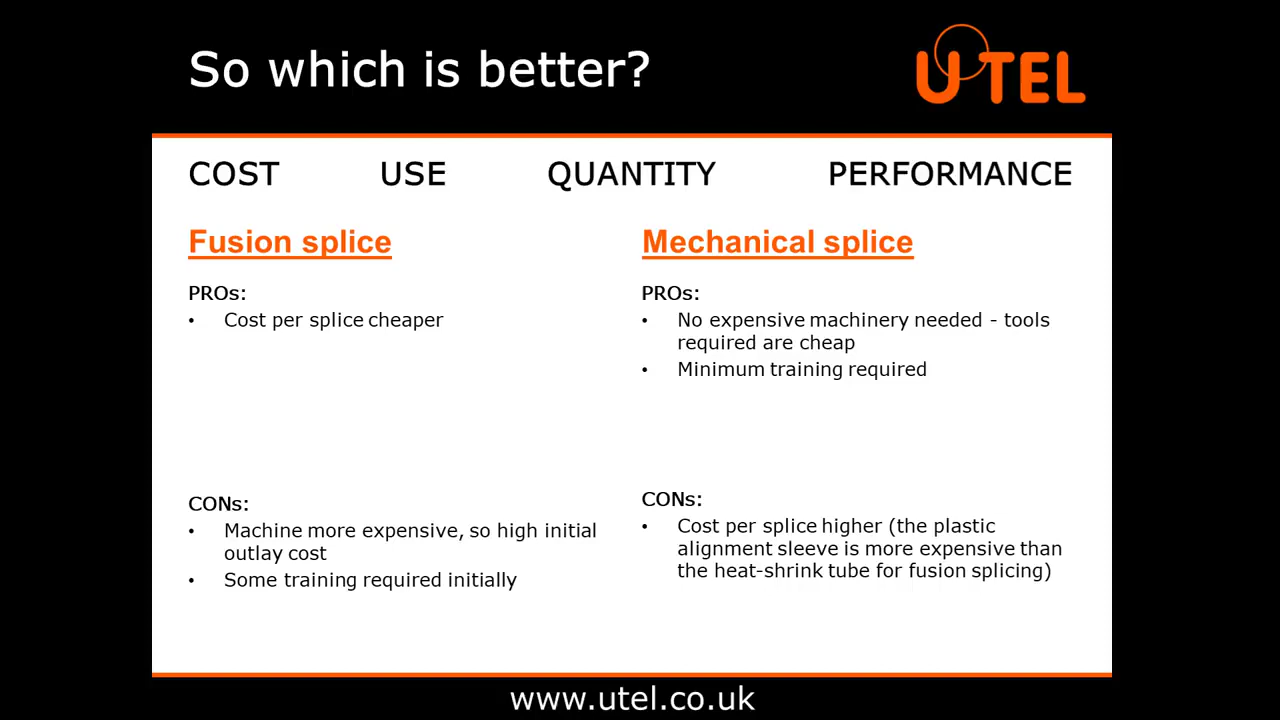 So which is better?
UTEL
COST USE QUANTITY PERFORMANCE
Fusion splice
PROs:
• Cost per splice cheaper
CONs:
• Machine more expensive, so high initial
outlay cost
• Some training required initially
Mechanical splice
PROs:
• No expensive machinery needed - tools
required are cheap
• Minimum training required
CONs:
• Cost per splice higher (the plastic
alignment sleeve is more expensive than
the heat-shrink tube for fusion splicing)
www.utel.co.uk